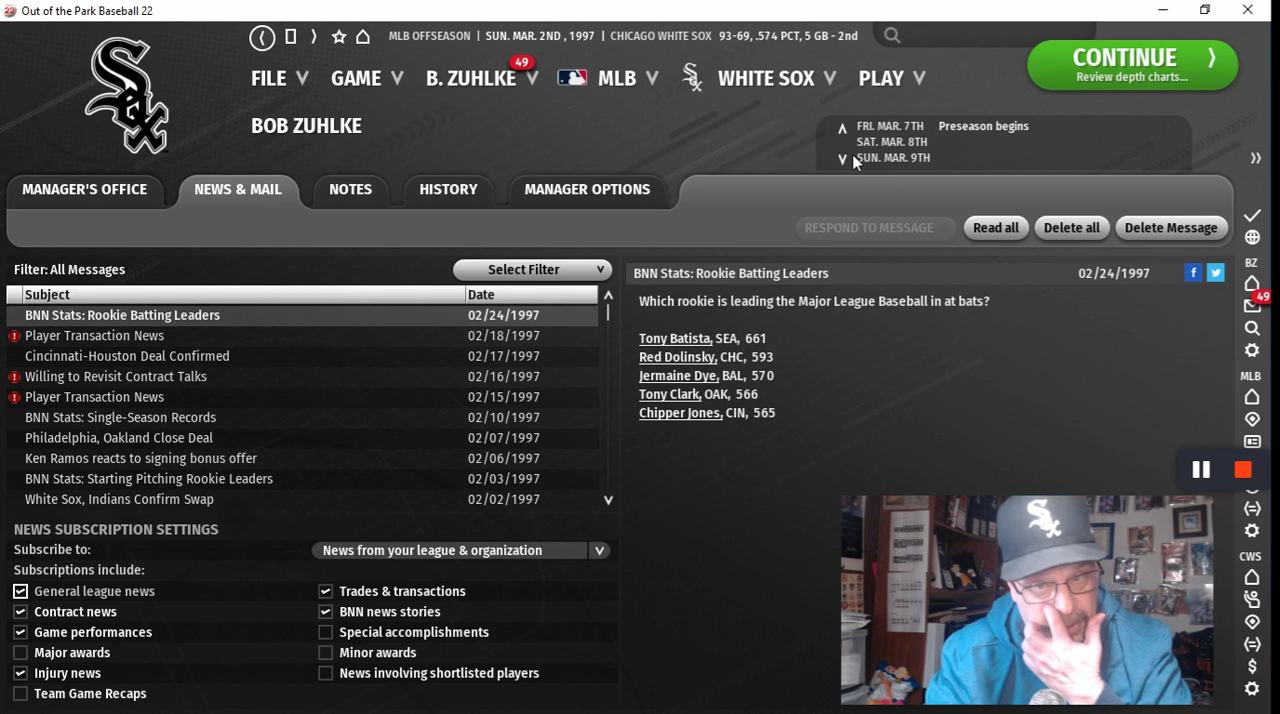 Out of the Park Baseball 22
MLB OFFSEASON | SUN. MAR. 2ND , 1997 | CHICAGO WHITE SOX 93-69, .574 PCT, 5 GB - 2nd
CONTINUE
Review depth charts...
49
FILE GAME B. ZUHLKE MLB WHITE SOX PLAY
Sox
BOB ZUHLKE
FRI. MAR. 7TH Preseason begins
SAT. MAR. 8TH
SUN. MAR. 9TH
MANAGER'S OFFICE NEWS & MAIL NOTES HISTORY MANAGER OPTIONS
RESPOND TO MESSAGE Read all Delete all Delete Message
Filter: All Messages Select Filter
Subject Date
BNN Stats: Rookie Batting Leaders 02/24/1997
Player Transaction News 02/18/1997
Cincinnati-Houston Deal Confirmed 02/17/1997
Willing to Revisit Contract Talks 02/16/1997
Player Transaction News 02/15/1997
BNN Stats: Single-Season Records 02/10/1997
Philadelphia, Oakland Close Deal 02/07/1997
Ken Ramos reacts to signing bonus offer 02/06/1997
BNN Stats: Starting Pitching Rookie Leaders 02/03/1997
White Sox, Indians Confirm Swap 02/02/1997
BNN Stats: Rookie Batting Leaders 02/24/1997
Which rookie is leading the Major League Baseball in at bats?
Tony Batista, SEA, 661
Red Dolinsky, CHC, 593
Jermaine Dye, BAL, 570
Tony Clark, OAK, 566
Chipper Jones, CIN, 565
NEWS SUBSCRIPTION SETTINGS
Subscribe to: News from your league & organization
Subscriptions include:
General league news Trades & transactions
Contract news BNN news stories
Game performances Special accomplishments
Major awards Minor awards
Injury news News involving shortlisted players
Team Game Recaps
BZ
49
MLB
CWS
Sox